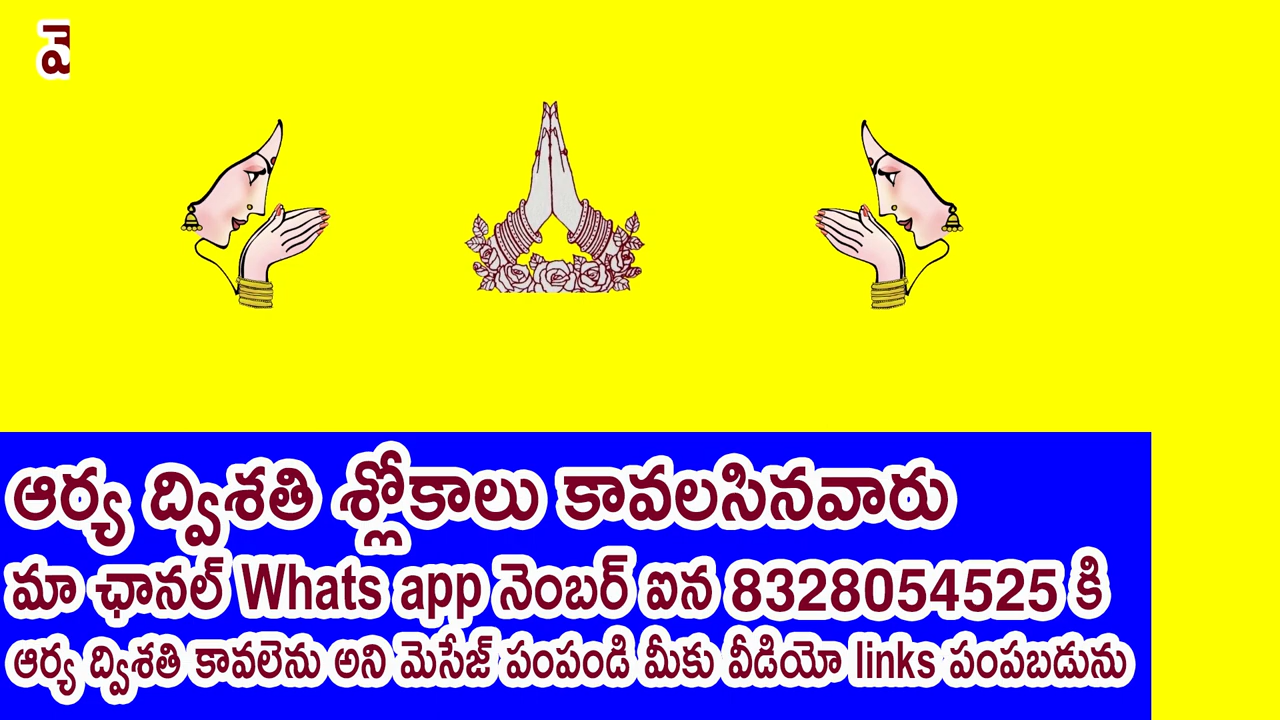 ఆర్య ద్విశతి శ్లోకాలు కావలసినవారు
మా ఛానల్ Whats app నెంబర్ ఐన 8328054525 కి
ఆర్య ద్విశతి కావలెను అని మెసేజ్ పంపండి మీకు వీడియో links పంపబడును